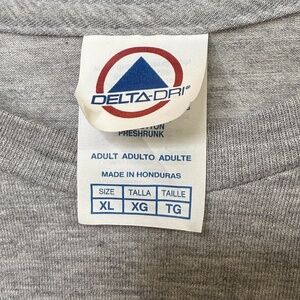 DELTA-DRI®
PRESHRUNK
ADULT ADULTO ADULTE
MADE IN HONDURAS
SIZE TALLA TAILLE
XL XG TG